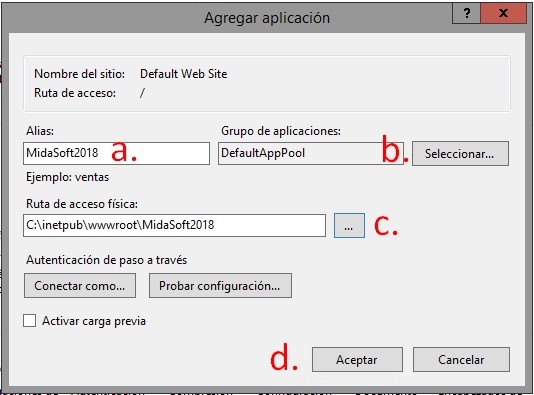 Agregar aplicación
? x
Nombre del sitio: Default Web Site
Ruta de acceso: /
Alias: Grupo de aplicaciones:
MidaSoft2018 a. DefaultAppPool b. Seleccionar...
Ejemplo: ventas
Ruta de acceso física:
C:\inetpub\wwwroot\MidaSoft2018 ... c.
Autenticación de paso a través
Conectar como... Probar configuración...
Activar carga previa
d. Aceptar Cancelar